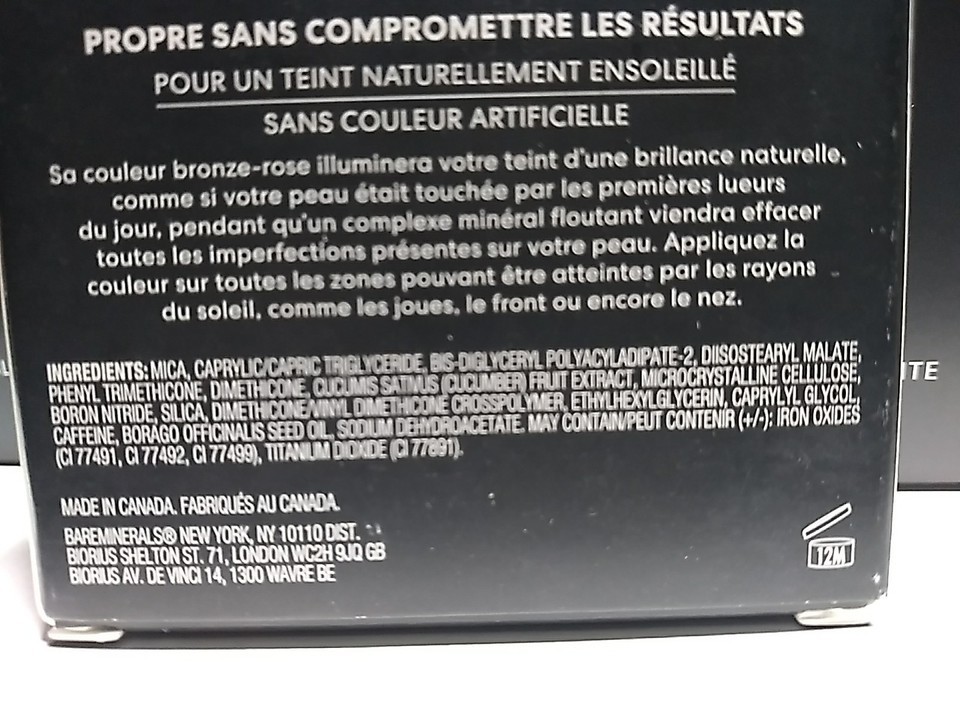 PROPRE SANS COMPROMETTRE LES RÉSULTATS
POUR UN TEINT NATURELLEMENT ENSOLEILLÉ
SANS COULEUR ARTIFICIELLE
Sa couleur bronze-rose illuminera votre teint d'une brillance naturelle,
comme si votre peau était touchée par les premières lueurs
du jour, pendant qu'un complexe minéral floutant viendra effacer
toutes les imperfections présentes sur votre peau. Appliquez la
couleur sur toutes les zones pouvant être atteintes par les rayons
du soleil, comme les joues, le front ou encore le nez.
INGREDIENTS: MICA, CAPRYLIC/CAPRIC TRIGLYCERIDE, BIS-DIGLYCERYL POLYACYLADIPATE-2, DIISOSTEARYL MALATE,
PHENYL TRIMETHICONE, DIMETHICONE, CUCUMIS SATIVUS (CUCUMBER) FRUIT EXTRACT, MICROCRYSTALLINE CELLULOSE,
BORON NITRIDE, SILICA, DIMETHICONE/VINYL DIMETHICONE CROSSPOLYMER, ETHYLHEXYLGLYCERIN, CAPRYLYL GLYCOL,
CAFFEINE, BORAGO OFFICINALIS SEED OIL, SODIUM DEHYDROACETATE. MAY CONTAIN/PEUT CONTENIR (+/-): IRON OXIDES
(CI 77491, CI 77492, CI 77499), TITANIUM DIOXIDE (CI 77891).
MADE IN CANADA. FABRIQUÉS AU CANADA.
BAREMINERALS® NEW YORK, NY 10110 DIST.
BIORIUS SHELTON ST. 71, LONDON WC2H 9JQ GB
BIORIUS AV. DE VINCI 14, 1300 WAVRE BE
12M